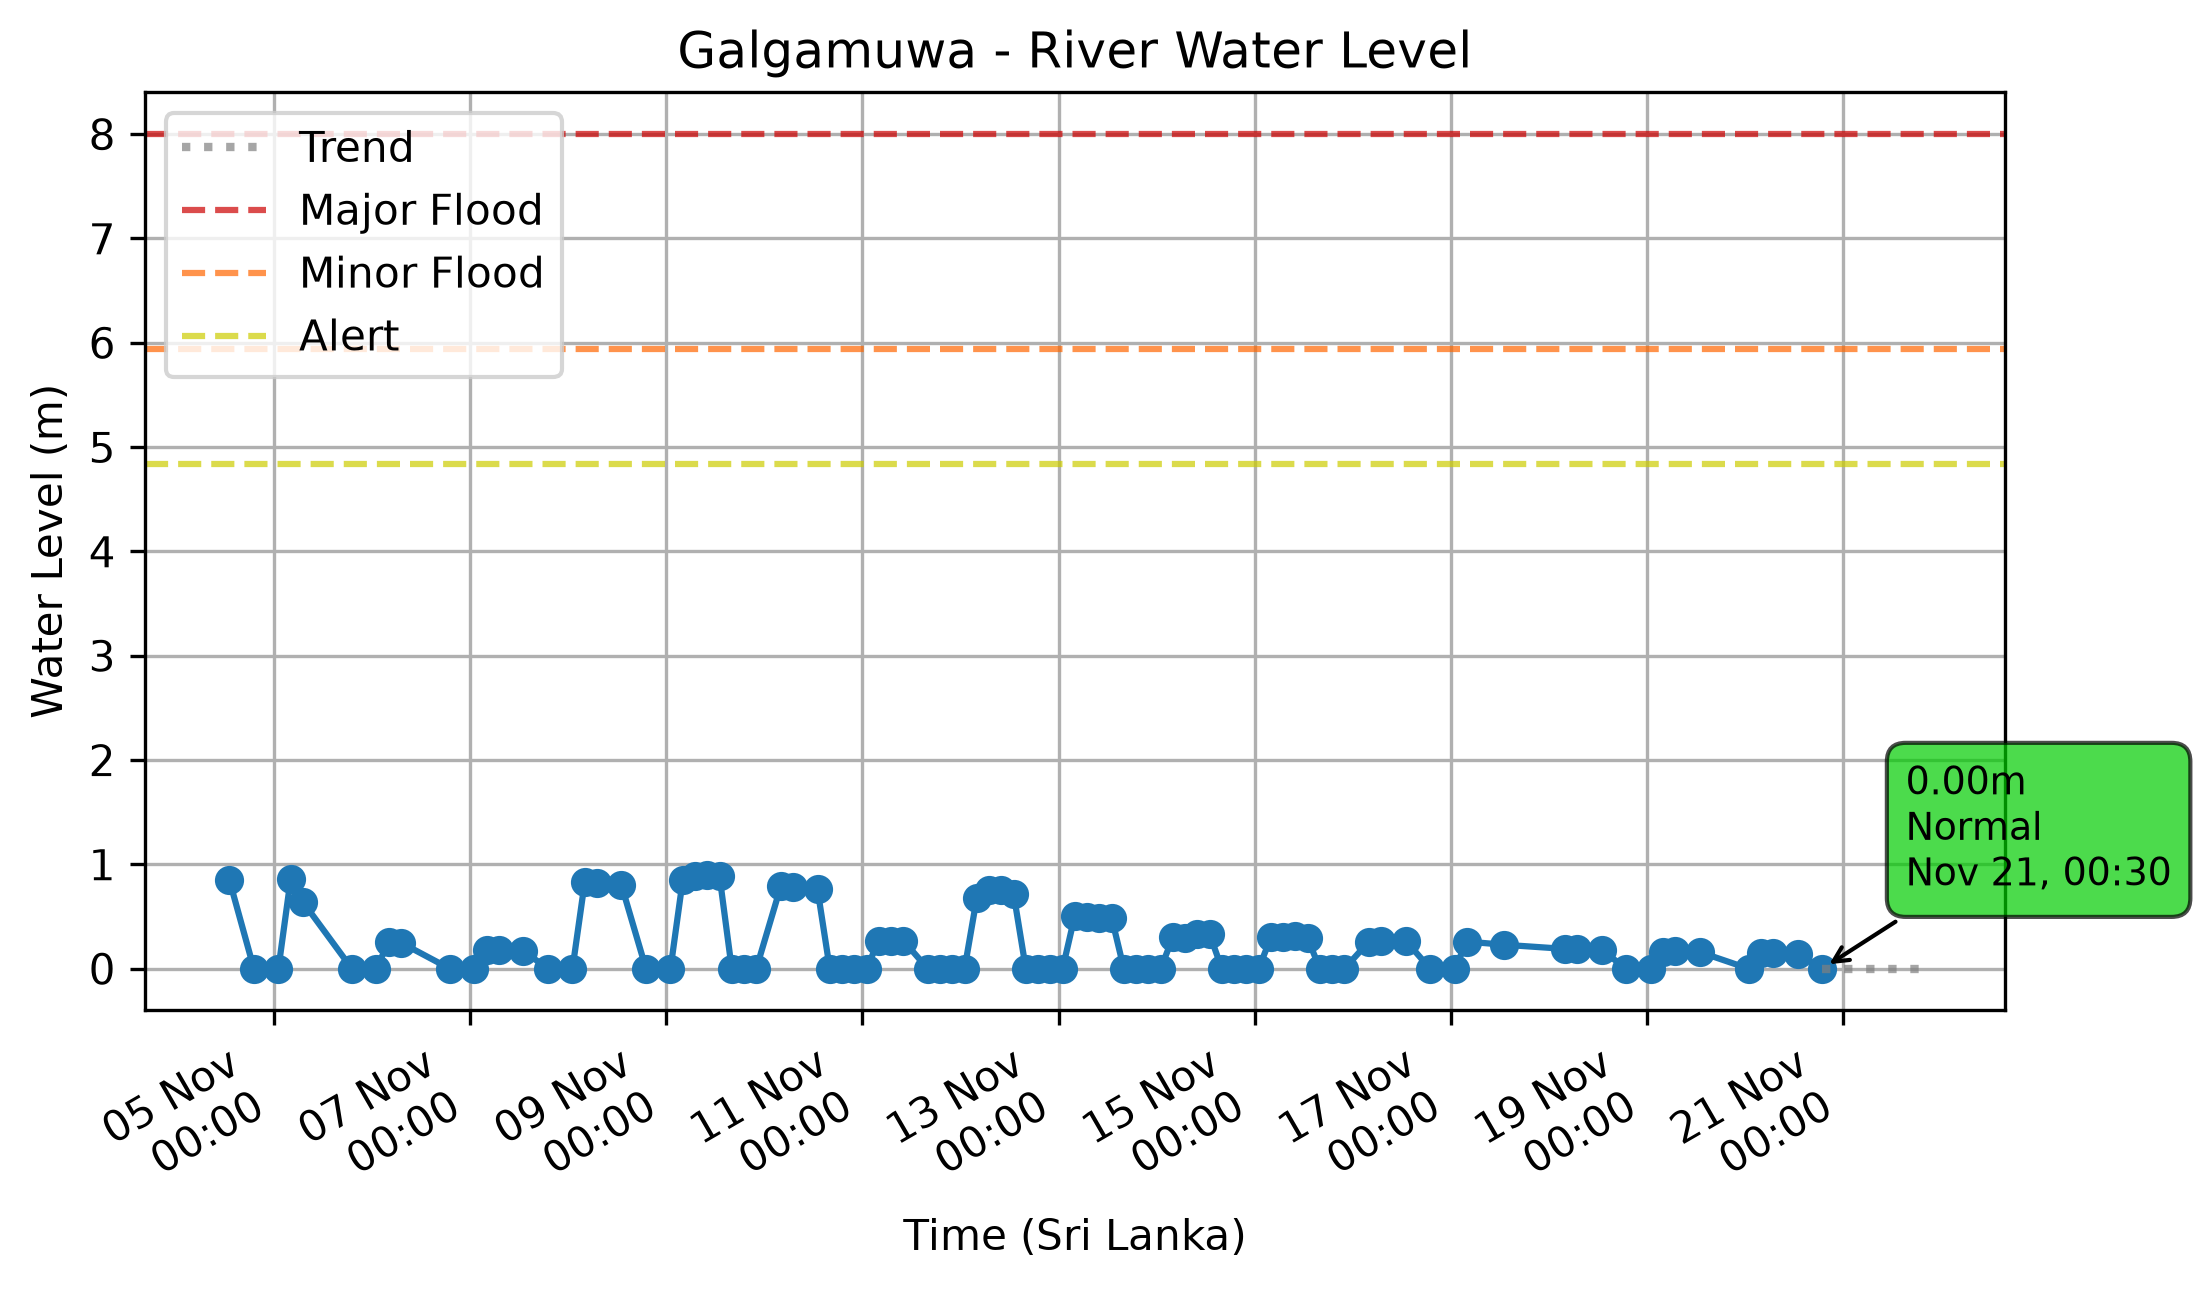 Galgamuwa - River Water Level
Trend
Major Flood
Minor Flood
Alert
8
7
6
5
4
3
2
1
0
Water Level (m)
0.00m
Normal
Nov 21, 00:30
05 Nov
00:00
07 Nov
00:00
09 Nov
00:00
11 Nov
00:00
13 Nov
00:00
15 Nov
00:00
17 Nov
00:00
19 Nov
00:00
21 Nov
00:00
Time (Sri Lanka)